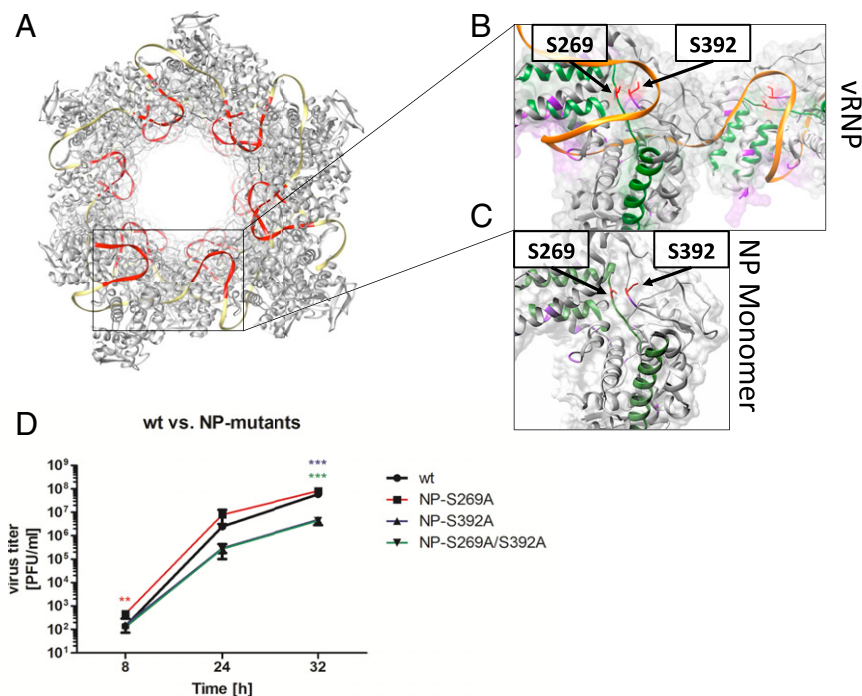 A
B
S269
S392
vRNP
C
S269
S392
NP Monomer
D
wt vs. NP-mutants
virus titer
[PFU/ml]
10⁹
10⁸
10⁷
10⁶
10⁵
10⁴
10³
10²
10¹
**
***
***
8
24
32
Time [h]
wt
NP-S269A
NP-S392A
NP-S269A/S392A